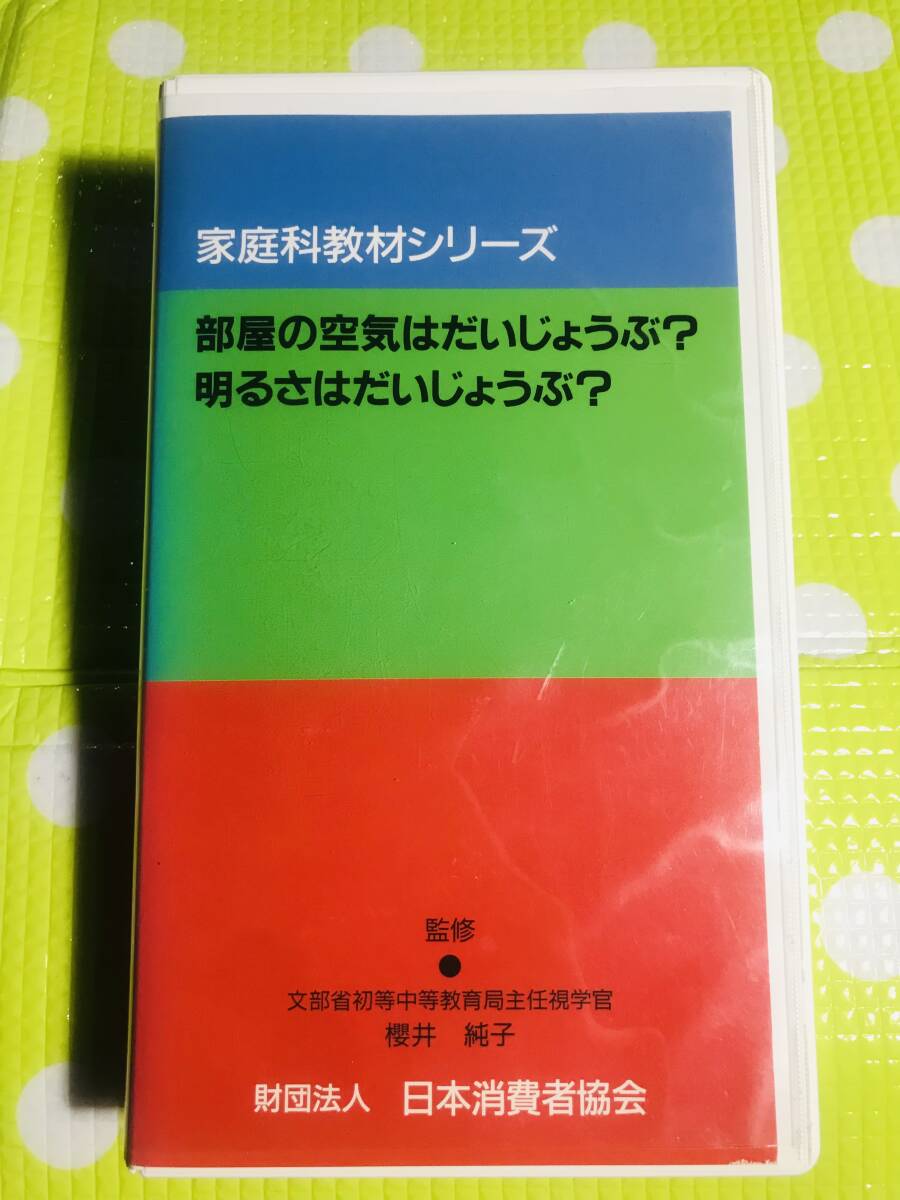 家庭科教材シリーズ
部屋の空気はだいじょうぶ?
明るさはだいじょうぶ?
監修
●
文部省初等中等教育局主任視学官
櫻井　純子
財団法人　日本消費者協会